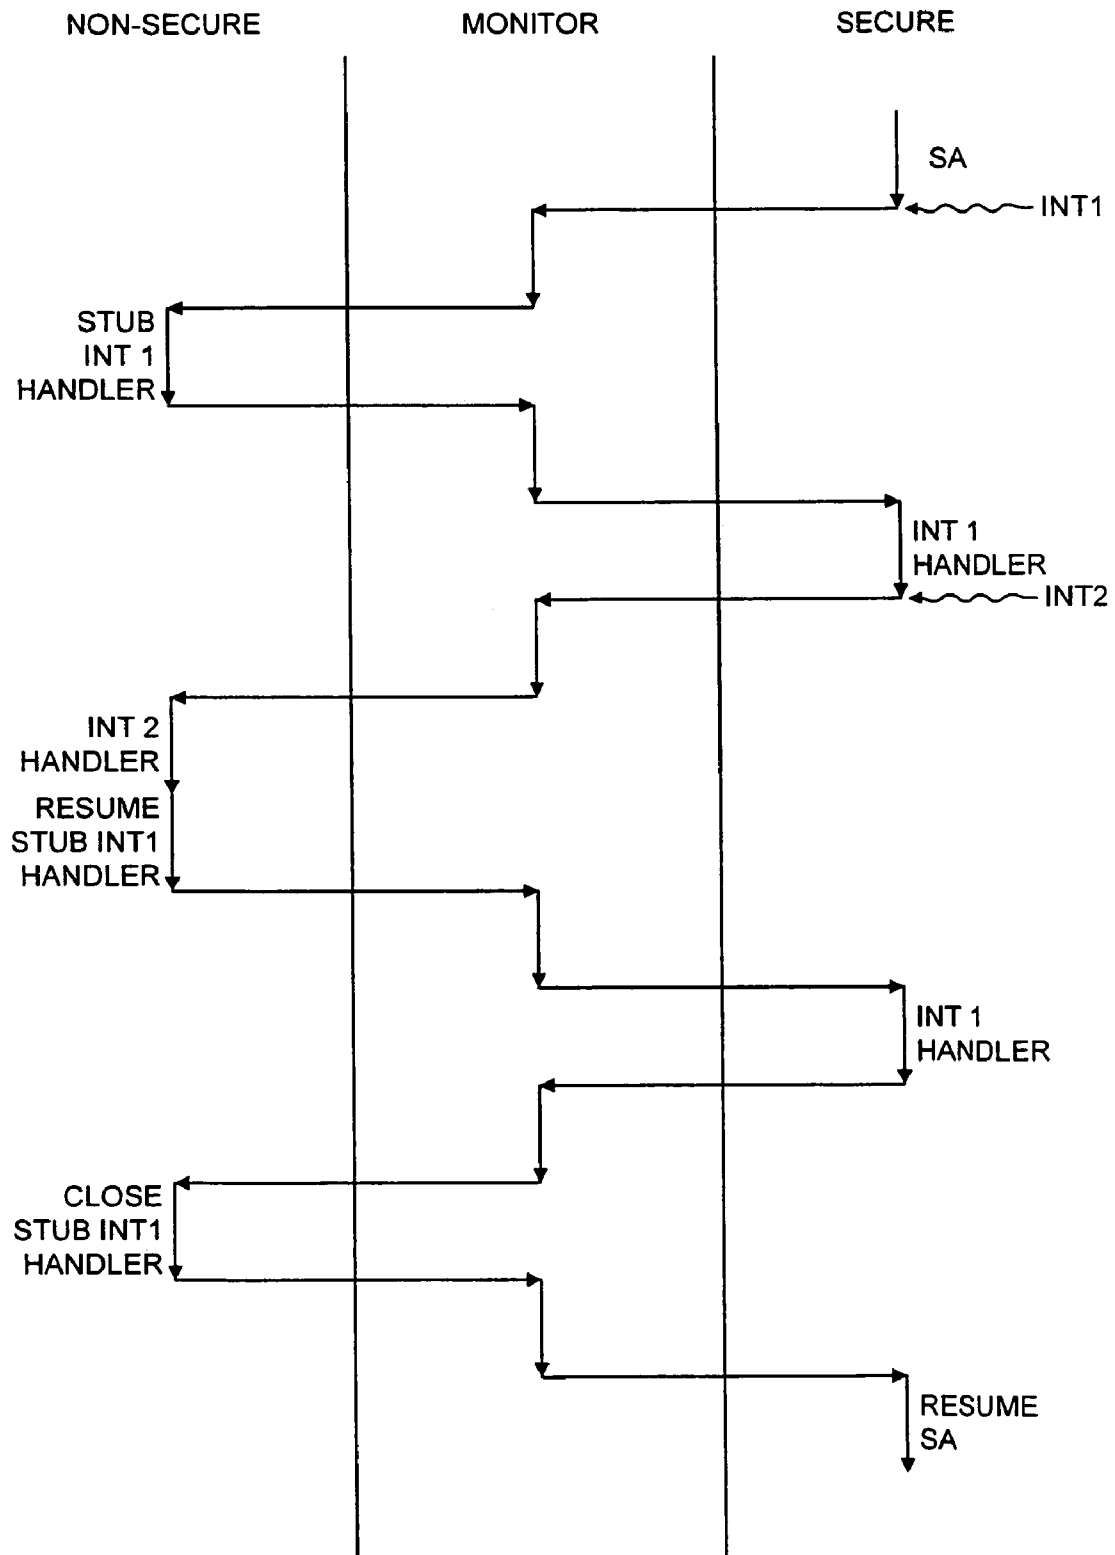 NON-SECURE
MONITOR
SECURE
SA
INT1
STUB
INT 1
HANDLER
INT 1
HANDLER
INT2
INT 2
HANDLER
RESUME
STUB INT1
HANDLER
INT 1
HANDLER
CLOSE
STUB INT1
HANDLER
RESUME
SA